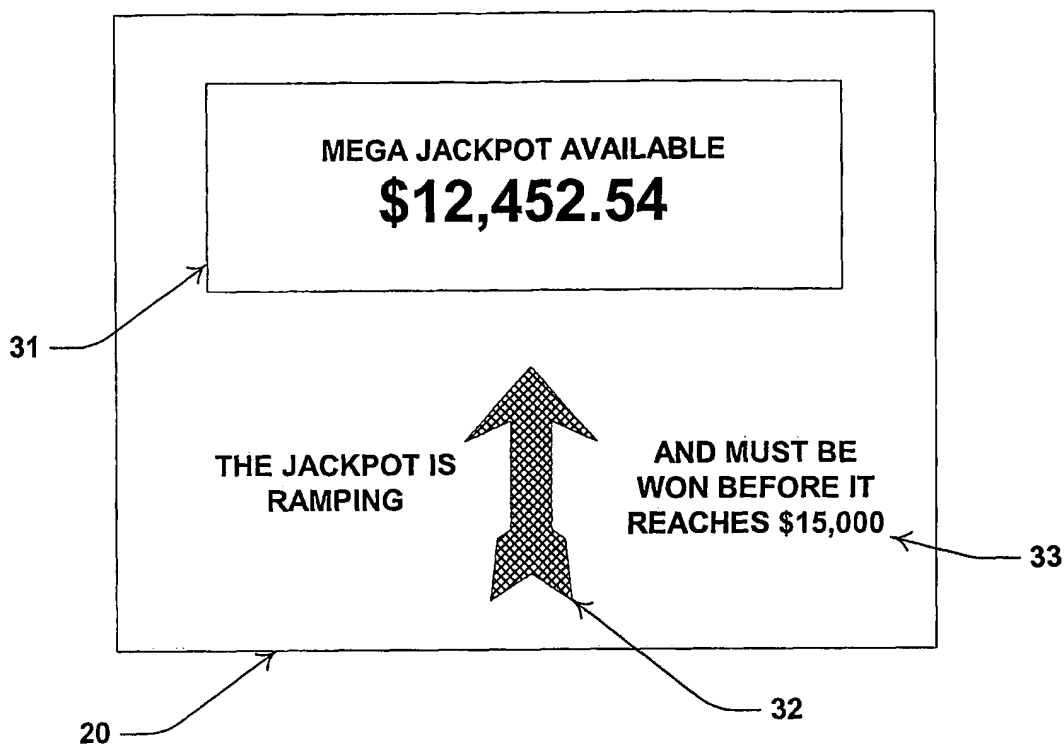 MEGA JACKPOT AVAILABLE
$12,452.54
31
THE JACKPOT IS
RAMPING
AND MUST BE
WON BEFORE IT
REACHES $15,000
33
32
20